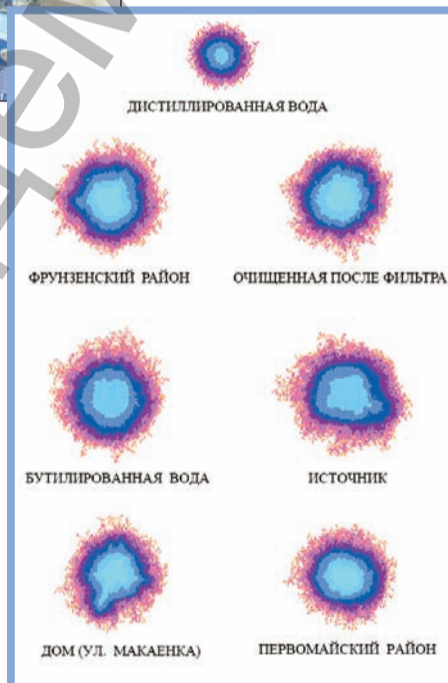 ДИСТИЛЛИРОВАННАЯ ВОДА
ФРУНЗЕНСКИЙ РАЙОН
ОЧИЩЕННАЯ ПОСЛЕ ФИЛЬТРА
БУТИЛИРОВАННАЯ ВОДА
ИСТОЧНИК
ДОМ (УЛ. МАКАЕНКА)
ПЕРВОМАЙСКИЙ РАЙОН